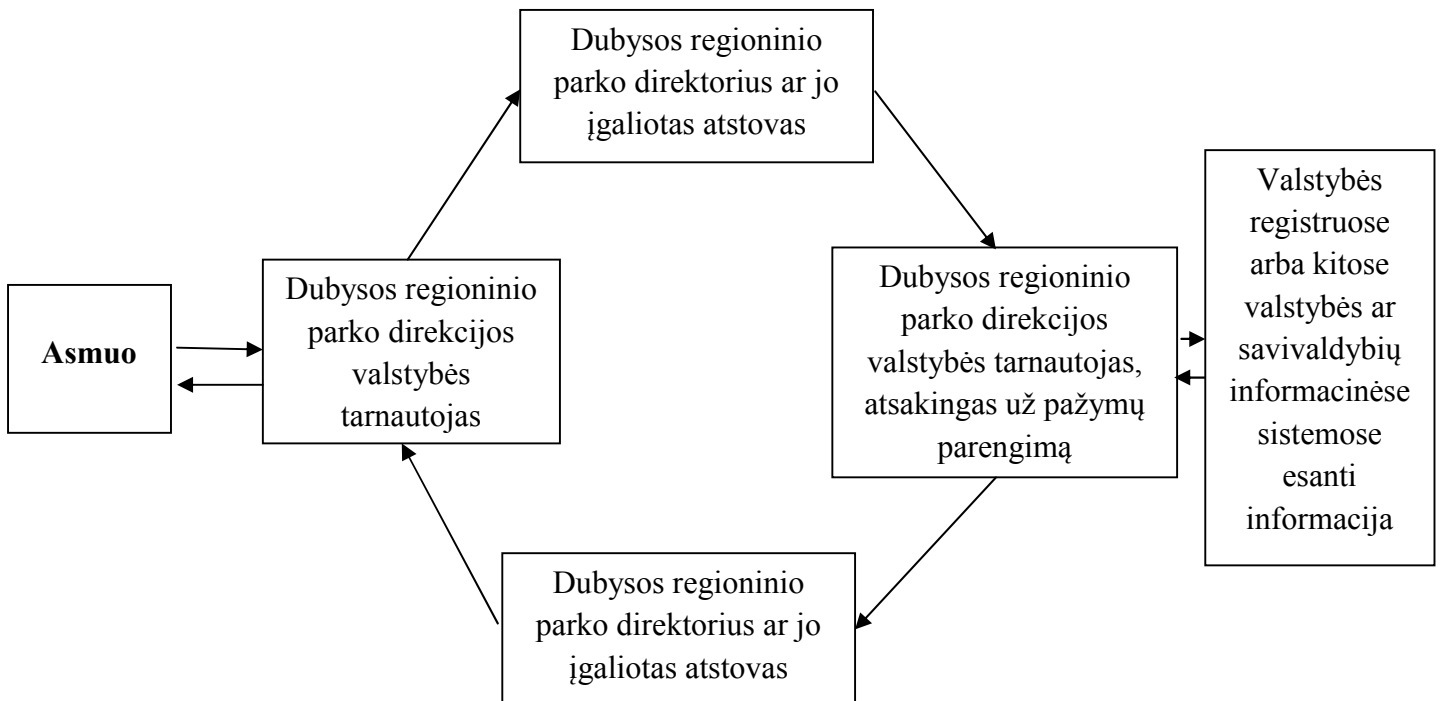 Dubysos regioninio
parko direktorius ar jo
įgaliotas atstovas
Asmuo
Dubysos regioninio
parko direkcijos
valstybės
tarnautojas
Dubysos regioninio
parko direkcijos
valstybės tarnautojas,
atsakingas už pažymų
parengimą
Valstybės
registruose
arba kitose
valstybės ar
savivaldybių
informacinėse
sistemose
esanti
informacija
Dubysos regioninio
parko direktorius ar jo
įgaliotas atstovas